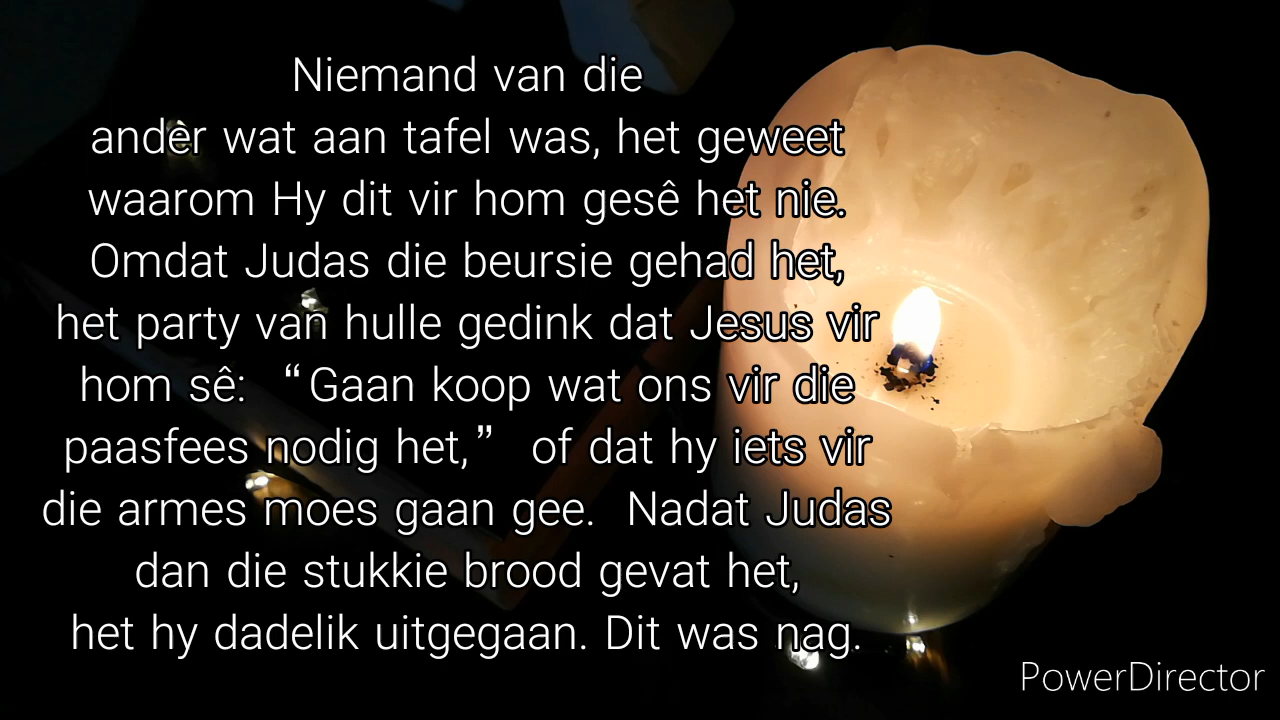 Niemand van die
ander wat aan tafel was, het geweet
waarom Hy dit vir hom gesê het nie.
Omdat Judas die beursie gehad het,
het party van hulle gedink dat Jesus vir
hom sê: “Gaan koop wat ons vir die
paasfees nodig het,” of dat hy iets vir
die armes moes gaan gee. Nadat Judas
dan die stukkie brood gevat het,
het hy dadelik uitgegaan. Dit was nag.
PowerDirector